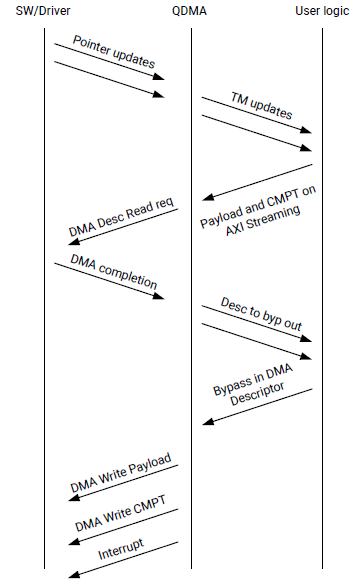 SW/Driver QDMA User logic
Pointer updates
TM updates
Payload and CMPT on
AXI Streaming
DMA Desc Read req
DMA completion
Desc to byp out
Bypass in DMA
Descriptor
DMA Write Payload
DMA Write CMPT
Interrupt